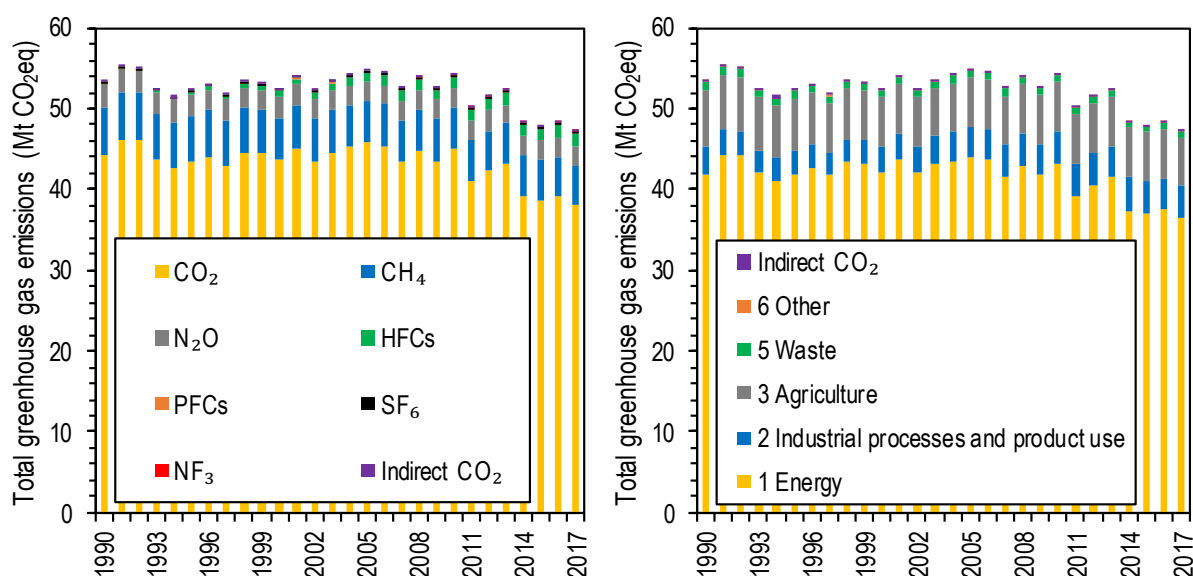 Total greenhouse gas emissions (Mt CO₂eq)
60
50
40
30
20
10
0
CO₂
CH₄
N₂O
HFCs
PFCs
SF₆
NF₃
Indirect CO₂
1990
1993
1996
1999
2002
2005
2008
2011
2014
2017
Total greenhouse gas emissions (Mt CO₂eq)
60
50
40
30
20
10
0
Indirect CO₂
6 Other
5 Waste
3 Agriculture
2 Industrial processes and product use
1 Energy
1990
1993
1996
1999
2002
2005
2008
2011
2014
2017